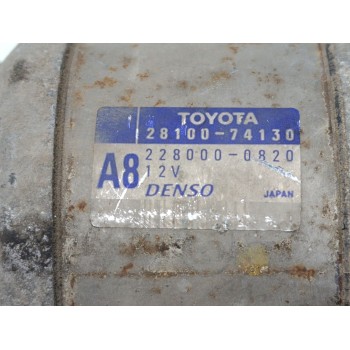 TOYOTA
28100-74130
228000-0820
A8 12V
DENSO JAPAN